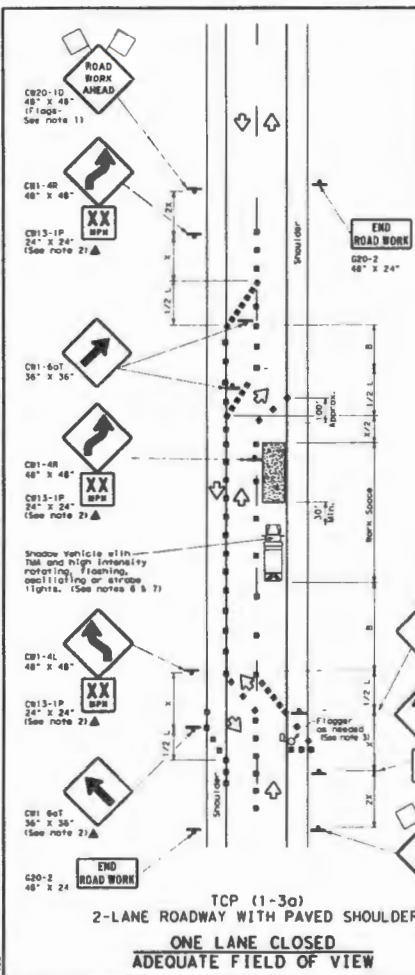 ROAD
WORK
AHEAD
CW20-1D
48" X 48"
(Flags-
See note 1)
CW1-4R
48" X 48"
XX
MPH
CW13-1P
24" X 24"
(See note 2)▲
2X
X
1/2 L
Shoulder
END
ROAD WORK
G20-2
48" X 24"
CW1-6aT
36" X 36"
B
1/2 L
100'
Approx.
X/2
CW1-4R
48" X 48"
XX
MPH
CW13-1P
24" X 24"
(See note 2)▲
30'
Min.
Work Space
Shadow Vehicle with
TMA and high intensity
rotating, flashing,
oscillating or strobe
lights. (See notes 6 & 7)
B
CW1-4L
48" X 48"
XX
MPH
CW13-1P
24" X 24"
(See note 2)▲
X
1/2 L
1/2 L
Flagger
as needed
(See note 3)
X
CW1-6aT
36" X 36"
(See note 2)▲
Shoulder
2X
END
ROAD WORK
G20-2
48" X 24
TCP (1-3a)
2-LANE ROADWAY WITH PAVED SHOULDER
ONE LANE CLOSED
ADEQUATE FIELD OF VIEW